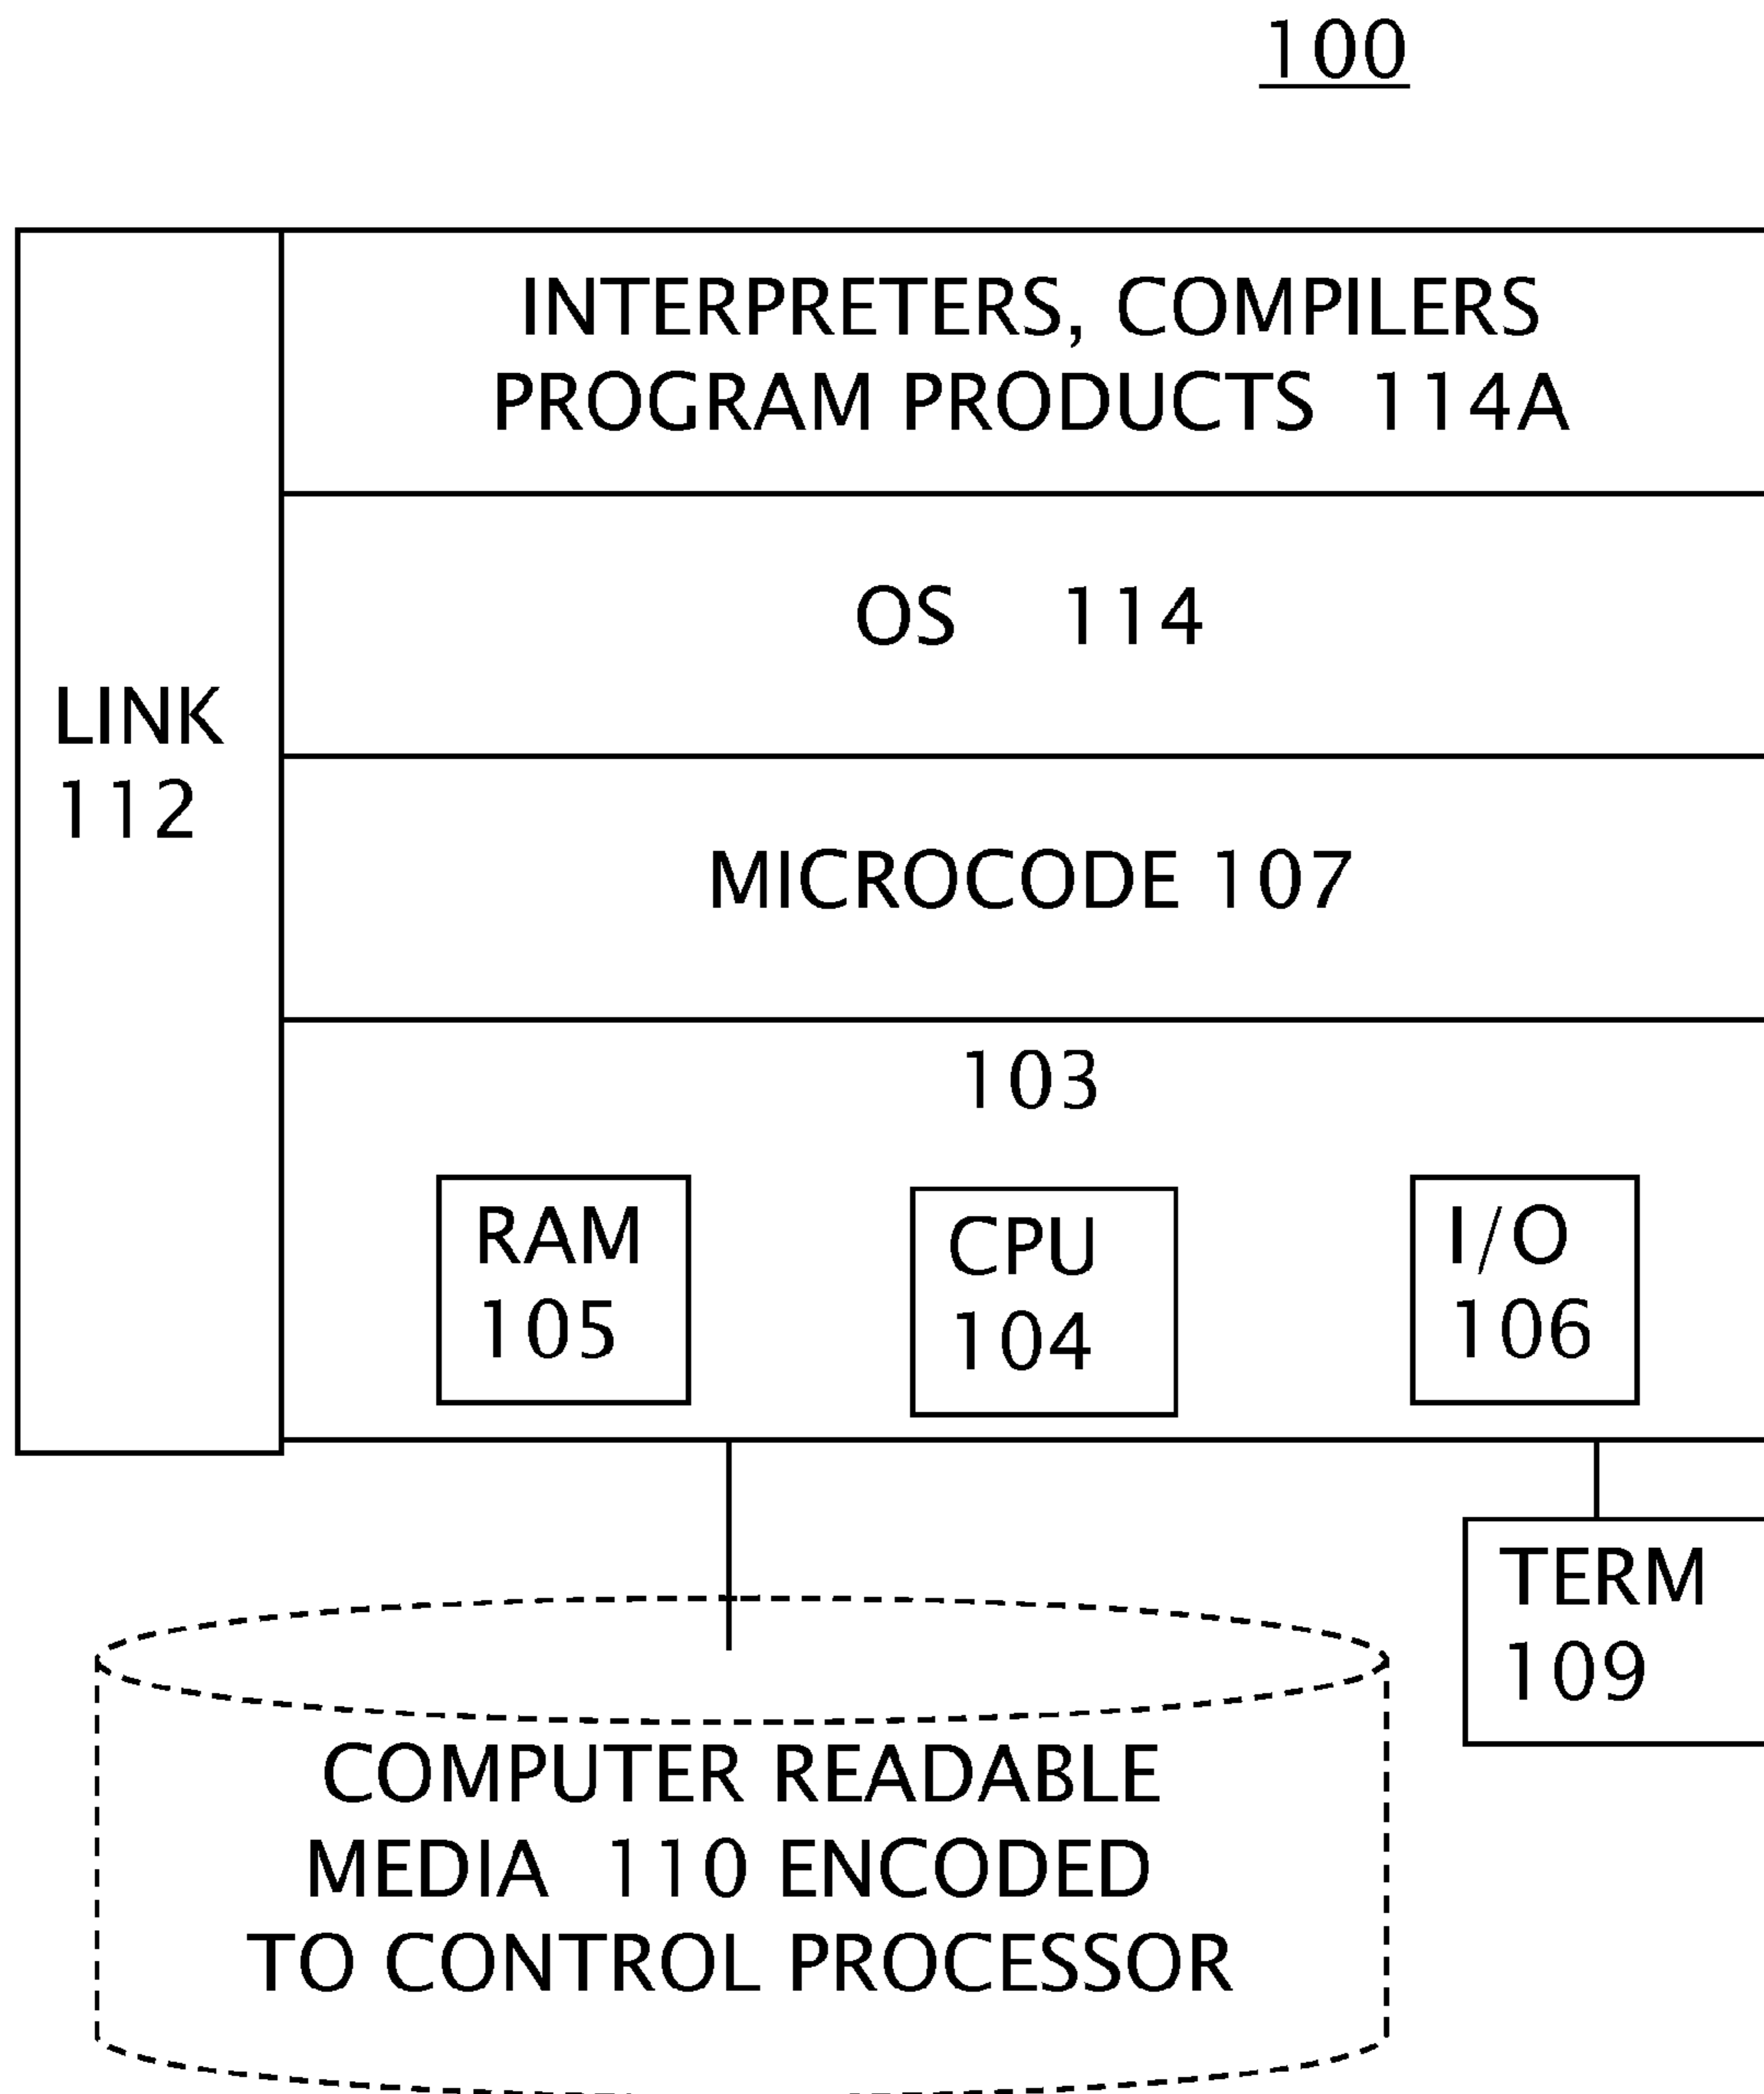 100
INTERPRETERS, COMPILERS
PROGRAM PRODUCTS 114A
OS 114
LINK
112
MICROCODE 107
103
RAM
105
CPU
104
I/O
106
TERM
109
COMPUTER READABLE
MEDIA 110 ENCODED
TO CONTROL PROCESSOR